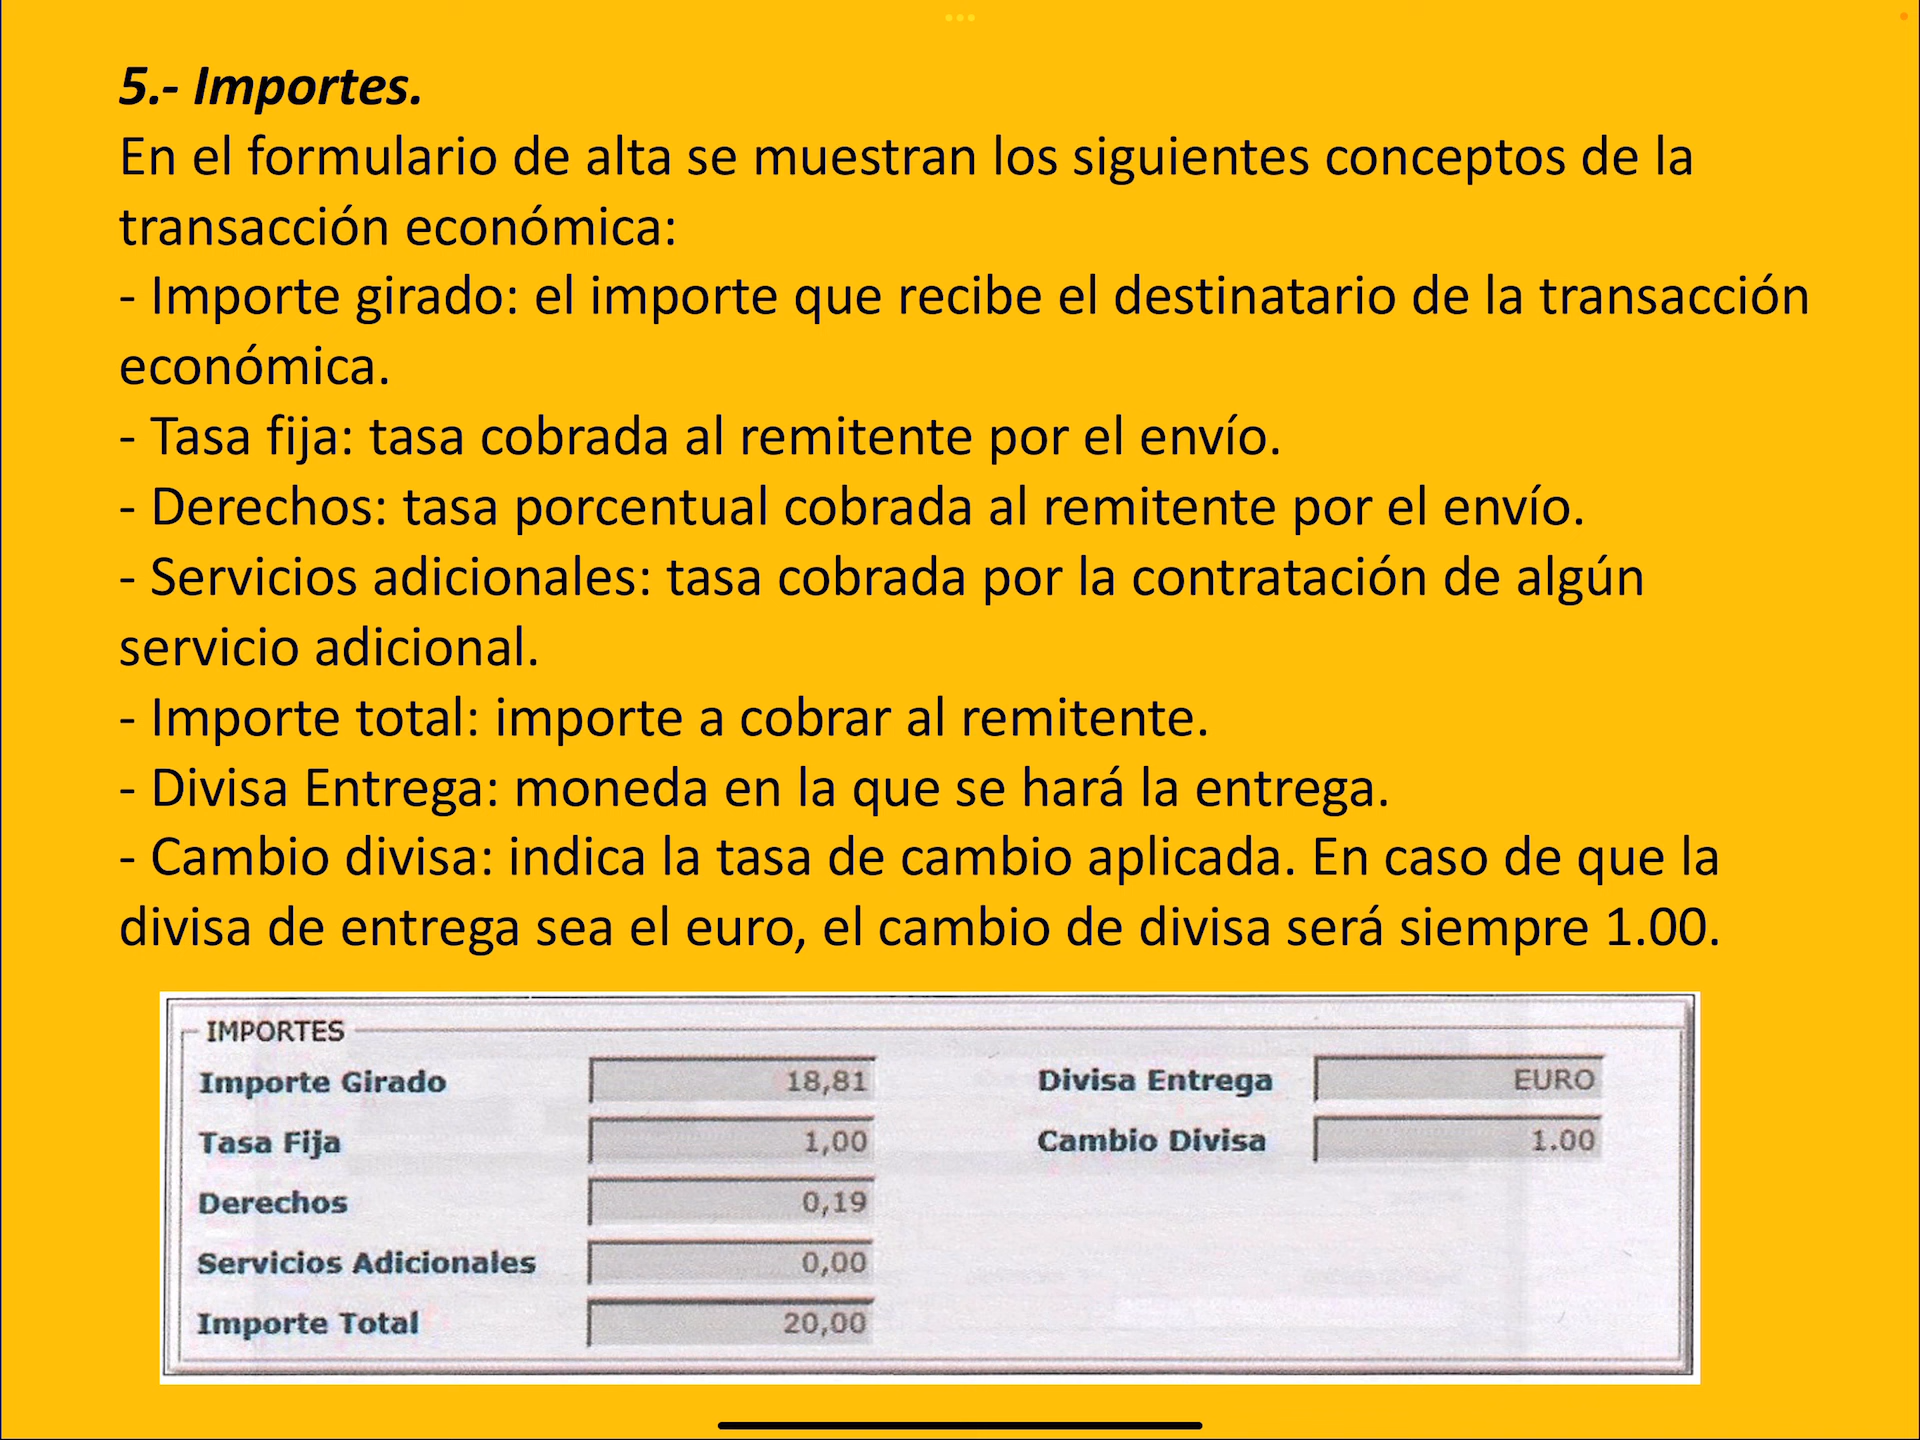 5.- Importes.
En el formulario de alta se muestran los siguientes conceptos de la
transacción económica:
- Importe girado: el importe que recibe el destinatario de la transacción
económica.
- Tasa fija: tasa cobrada al remitente por el envío.
- Derechos: tasa porcentual cobrada al remitente por el envío.
- Servicios adicionales: tasa cobrada por la contratación de algún
servicio adicional.
- Importe total: importe a cobrar al remitente.
- Divisa Entrega: moneda en la que se hará la entrega.
- Cambio divisa: indica la tasa de cambio aplicada. En caso de que la
divisa de entrega sea el euro, el cambio de divisa será siempre 1.00.
IMPORTES
Importe Girado 18,81 Divisa Entrega EURO
Tasa Fija 1,00 Cambio Divisa 1.00
Derechos 0,19
Servicios Adicionales 0,00
Importe Total 20,00